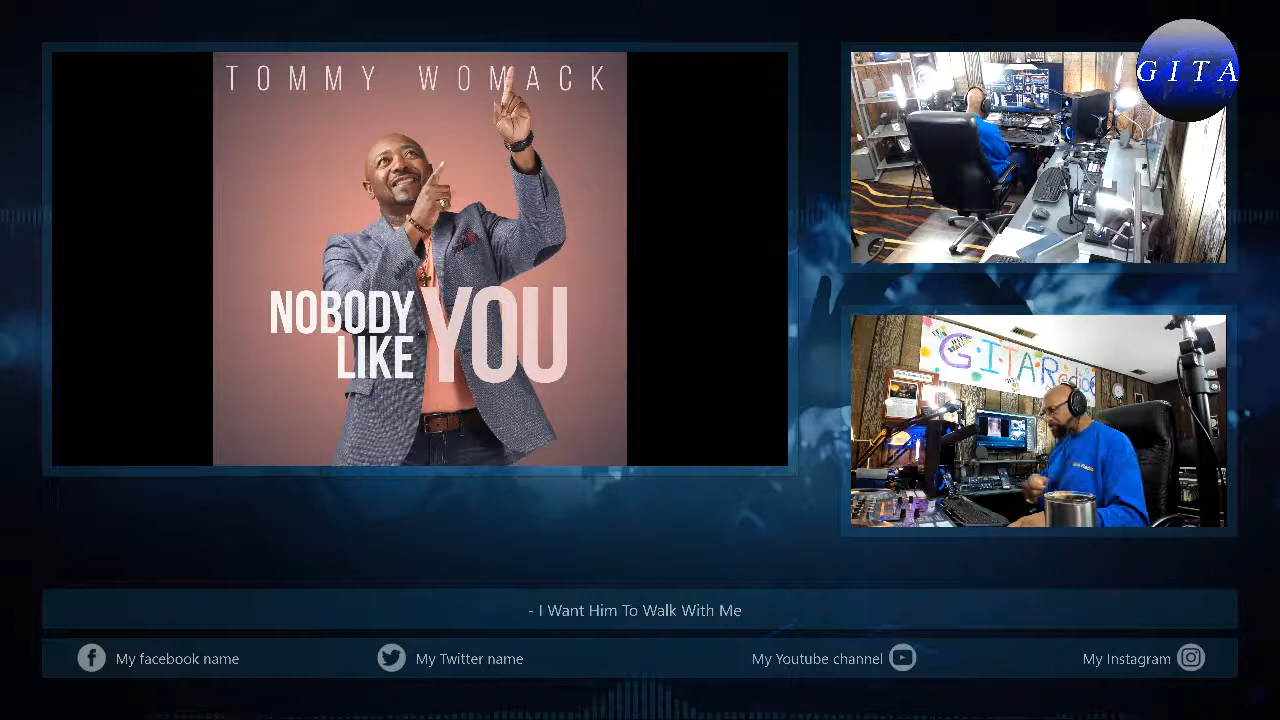 TOMMY WOMACK
NOBODY
LIKE
YOU
GITA
G.I.T.A Radio
- I Want Him To Walk With Me
My facebook name
My Twitter name
My Youtube channel
My Instagram